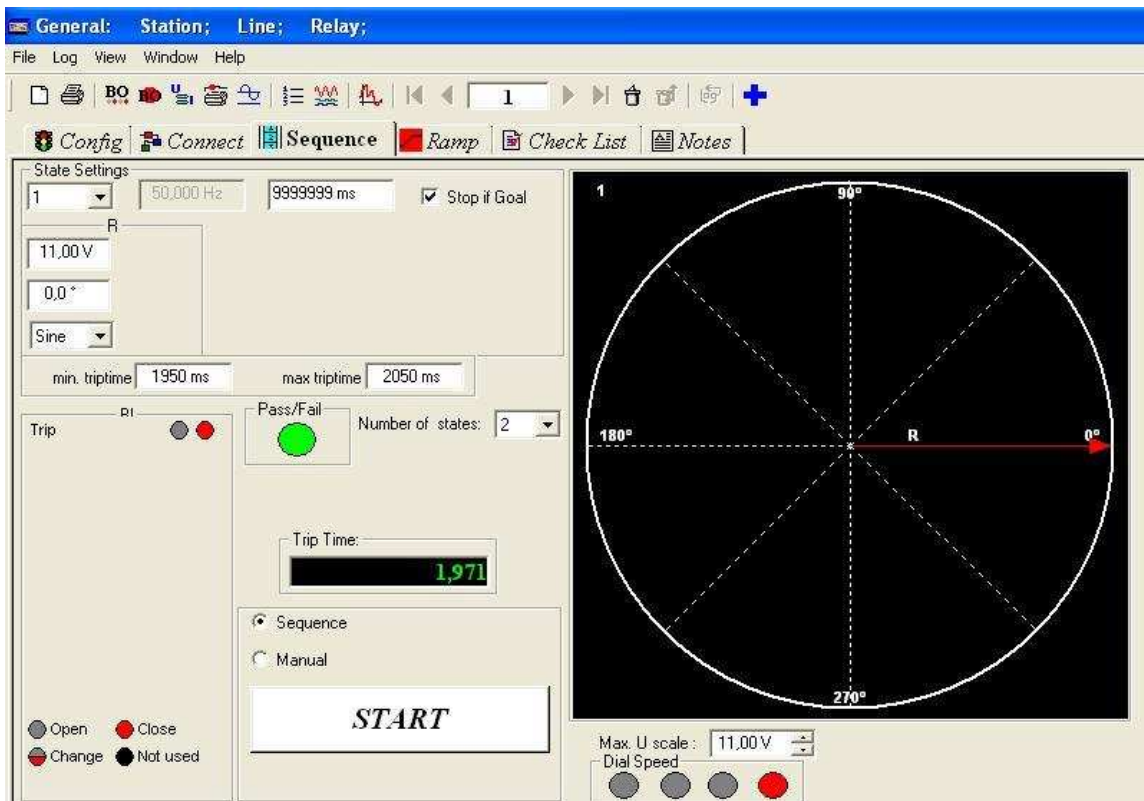 General: Station; Line; Relay;
File Log View Window Help
BO 1
Config Connect Sequence Ramp Check List Notes
State Settings
1 50,000 Hz 9999999 ms Stop if Goal
R
11,00 V
0,0 °
Sine
min. triptime 1950 ms max triptime 2050 ms
BI
Trip
Pass/Fail
Number of states: 2
Trip Time:
1,971
Sequence
Manual
START
Open Close
Change Not used
1
90°
180° R 0°
270°
Max. U scale : 11,00 V
Dial Speed